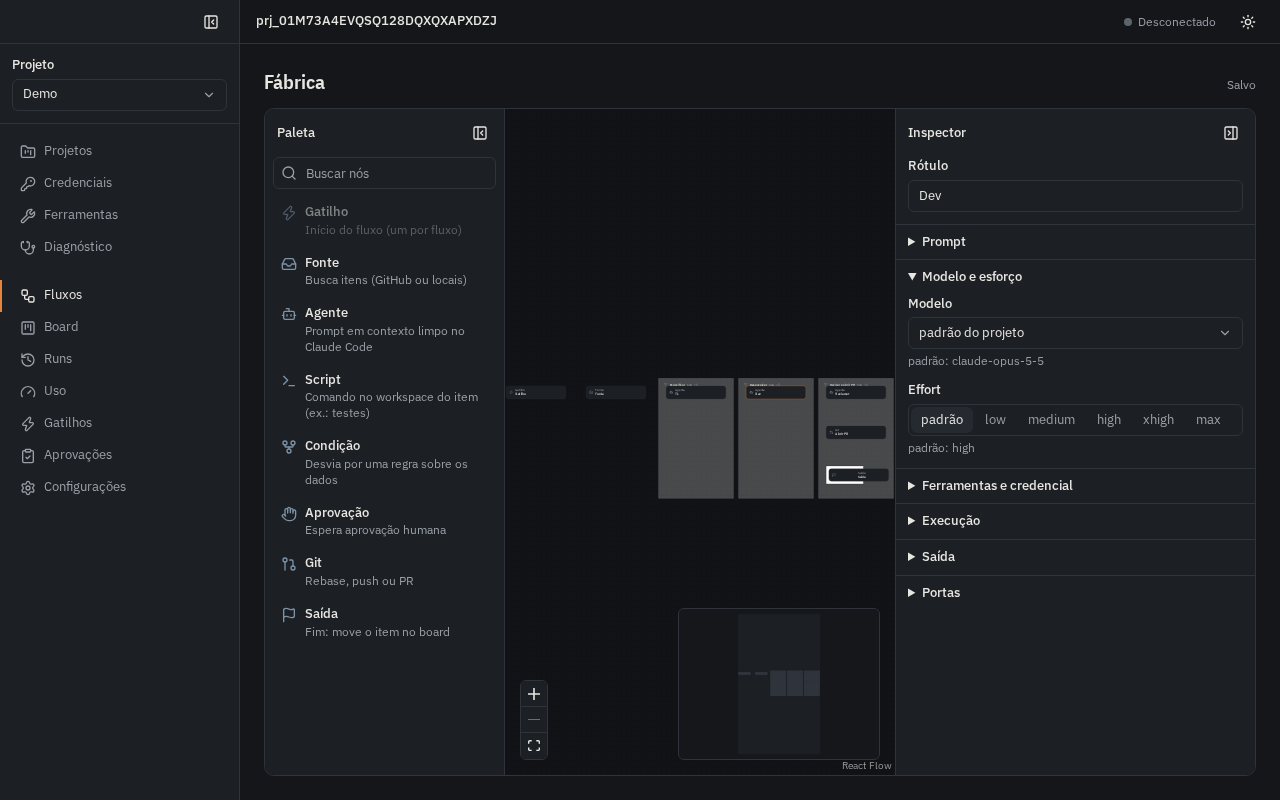 prj_01M73A4EVQSQ128DQXQXAPXDZJ
Desconectado
Projeto
Demo
Projetos
Credenciais
Ferramentas
Diagnóstico
Fluxos
Board
Runs
Uso
Gatilhos
Aprovações
Configurações
Fábrica
Salvo
Paleta
Buscar nós
Gatilho
Início do fluxo (um por fluxo)
Fonte
Busca itens (GitHub ou locais)
Agente
Prompt em contexto limpo no
Claude Code
Script
Comando no workspace do item
(ex.: testes)
Condição
Desvia por uma regra sobre os
dados
Aprovação
Espera aprovação humana
Git
Rebase, push ou PR
Saída
Fim: move o item no board
React Flow
Inspector
Rótulo
Dev
Prompt
Modelo e esforço
Modelo
padrão do projeto
padrão: claude-opus-5-5
Effort
padrão
low
medium
high
xhigh
max
padrão: high
Ferramentas e credencial
Execução
Saída
Portas